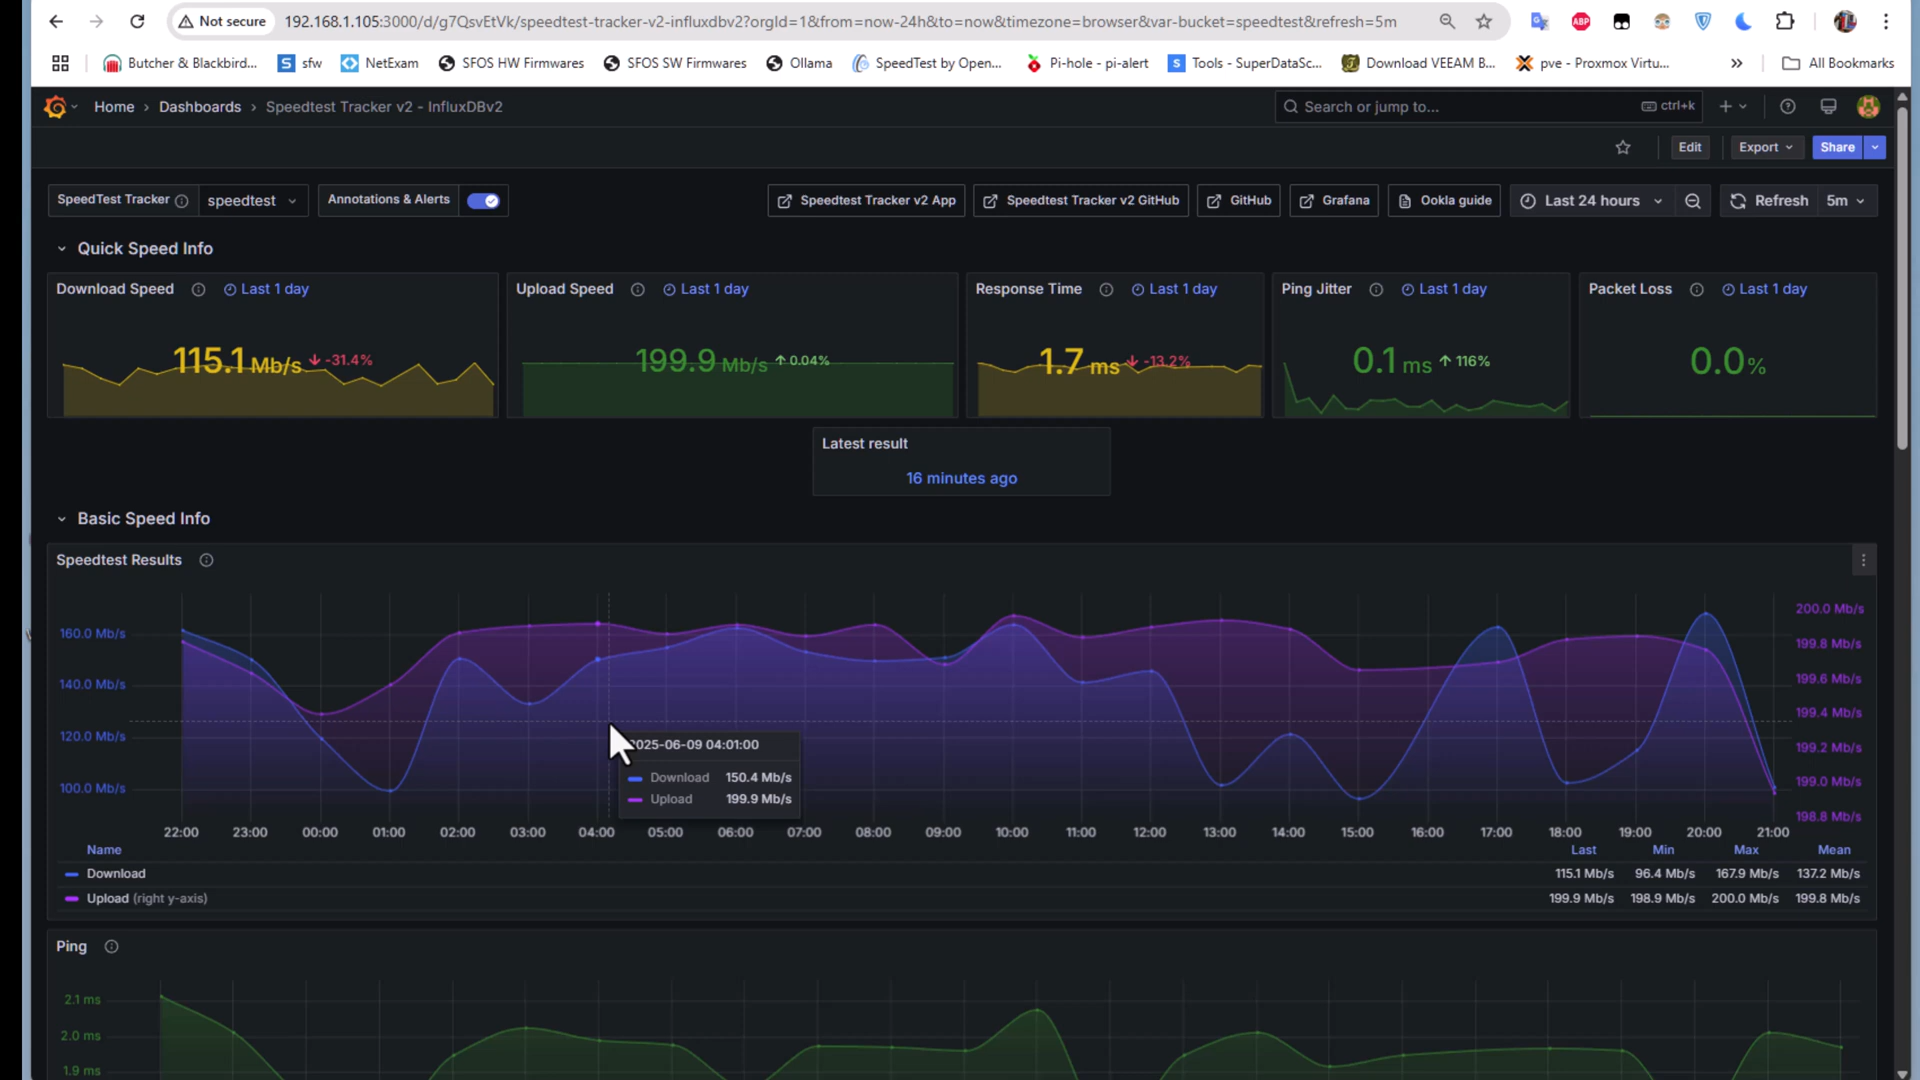 Not secure 192.168.1.105:3000/d/g7QsvEtVk/speedtest-tracker-v2-influxdbv2?orgId=1&from=now-24h&to=now&timezone=browser&var-bucket=speedtest&refresh=5m
Butcher & Blackbird... sfw NetExam SFOS HW Firmwares SFOS SW Firmwares Ollama SpeedTest by Open... Pi-hole - pi-alert Tools - SuperDataSc... Download VEEAM B... pve - Proxmox Virtu... » All Bookmarks
Home › Dashboards › Speedtest Tracker v2 - InfluxDBv2 Search or jump to... ctrl+k
Edit Export Share
SpeedTest Tracker speedtest Annotations & Alerts Speedtest Tracker v2 App Speedtest Tracker v2 GitHub GitHub Grafana Ookla guide Last 24 hours Refresh 5m
Quick Speed Info
Download Speed Last 1 day Upload Speed Last 1 day Response Time Last 1 day Ping Jitter Last 1 day Packet Loss Last 1 day
115.1 Mb/s -31.4% 199.9 Mb/s 0.04% 1.7 ms -13.2% 0.1 ms 116% 0.0%
Latest result
16 minutes ago
Basic Speed Info
Speedtest Results
200.0 Mb/s
160.0 Mb/s
199.8 Mb/s
140.0 Mb/s 199.6 Mb/s
199.4 Mb/s
120.0 Mb/s
2025-06-09 04:01:00 199.2 Mb/s
Download 150.4 Mb/s
100.0 Mb/s 199.0 Mb/s
Upload 199.9 Mb/s
198.8 Mb/s
22:00 23:00 00:00 01:00 02:00 03:00 04:00 05:00 06:00 07:00 08:00 09:00 10:00 11:00 12:00 13:00 14:00 15:00 16:00 17:00 18:00 19:00 20:00 21:00
Name Last Min Max Mean
Download 115.1 Mb/s 96.4 Mb/s 167.9 Mb/s 137.2 Mb/s
Upload (right y-axis) 199.9 Mb/s 198.9 Mb/s 200.0 Mb/s 199.8 Mb/s
Ping
2.1 ms
2.0 ms
1.9 ms